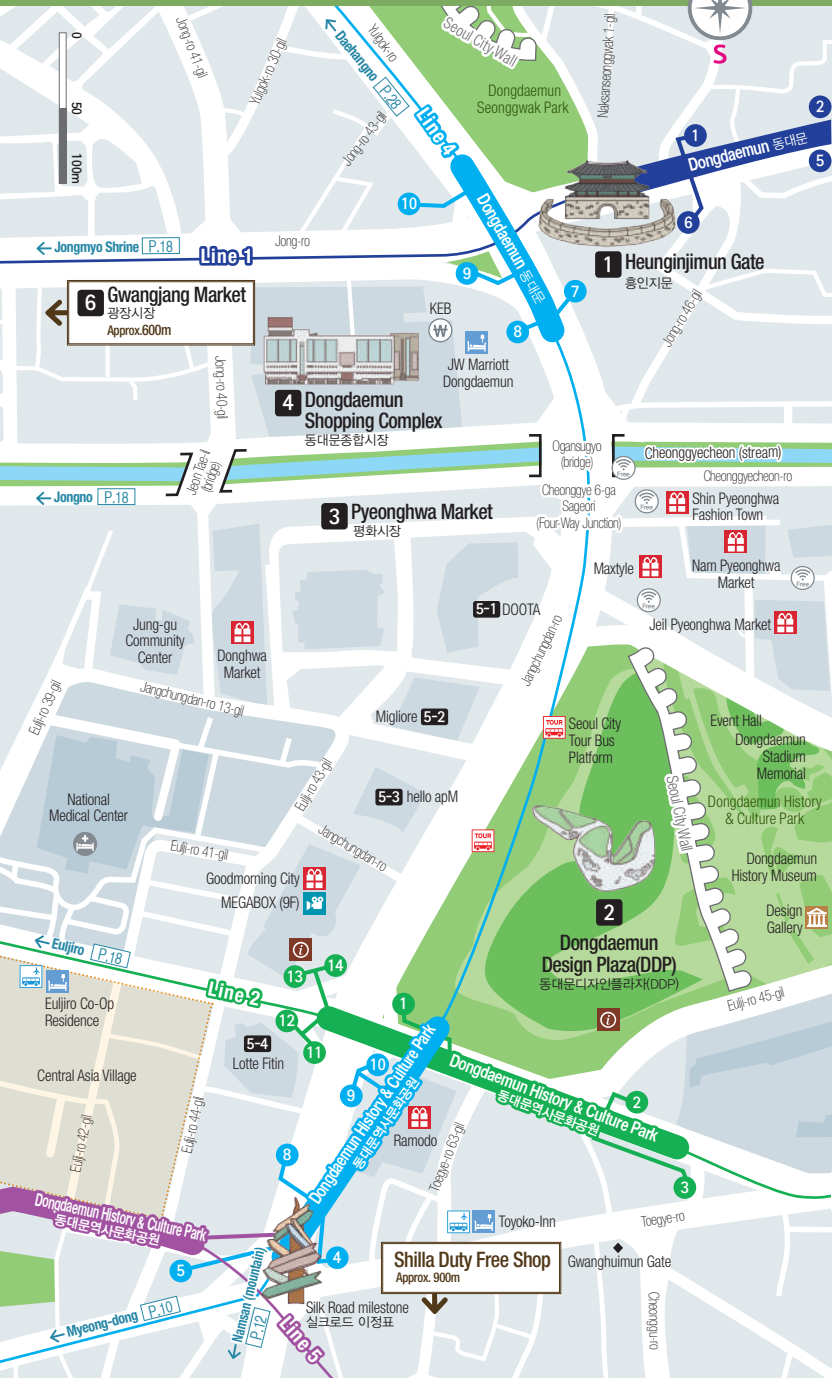 S
0
50
100m
Jong-ro 41-gil
Yulgok-ro 30-gil
Yulgok-ro
← Daehangno P.28
Jong-ro 43-gil
Line 4
Seoul City Wall
Dongdaemun
Seonggwak Park
Naksanseonggwak 1-gil
2
1
Dongdaemun 동대문
5
6
10
Dongdaemun 동대문
9
7
8
← Jongmyo Shrine P.18
Line 1
Jong-ro
1 Heunginjimun Gate
흥인지문
Jong-ro 46-gil
6 Gwangjang Market
광장시장
Approx.600m
KEB
₩
JW Marriott
Dongdaemun
Jong-ro 40-gil
4 Dongdaemun
Shopping Complex
동대문종합시장
Jeon Tae-il
(bridge)
Ogansugyo
(bridge)
Cheonggyecheon (stream)
Free
Cheonggyecheon-ro
← Jongno P.18
Cheonggye 6-ga
Sageori
(Four-Way Junction)
Free
Shin Pyeonghwa
Fashion Town
3 Pyeonghwa Market
평화시장
Maxtyle
Nam Pyeonghwa
Market
Free
Free
5-1 DOOTA
Jeil Pyeonghwa Market
Jung-gu
Community
Center
Donghwa
Market
Jangchungdan-ro
Jangchungdan-ro 13-gil
Eulji-ro 39-gil
Migliore 5-2
TOUR
Seoul City
Tour Bus
Platform
Event Hall
Dongdaemun
Stadium
Memorial
Eulji-ro 43-gil
5-3 hello apM
Seoul City Wall
Dongdaemun History
& Culture Park
National
Medical Center
Jangchungdan-ro
TOUR
Eulji-ro 41-gil
Dongdaemun
History Museum
Goodmorning City
MEGABOX (9F)
2
Dongdaemun
Design Plaza(DDP)
동대문디자인플라자(DDP)
Design
Gallery
← Euljiro P.18
i
13
14
Line 2
Eulji-ro 45-gil
i
Euljiro Co-Op
Residence
12
11
1
5-4
Lotte Fitin
10
9
Dongdaemun History & Culture Park
동대문역사문화공원
Dongdaemun History & Culture Park
동대문역사문화공원
2
3
Central Asia Village
Eulji-ro 44-gil
Eulji-ro 42-gil
Ramodo
Toegye-ro 63-gil
8
Dongdaemun History & Culture Park
동대문역사문화공원
Toyoko-Inn
Toegye-ro
5
4
Shilla Duty Free Shop
Approx. 900m
Gwanghuimun Gate
← Namsan (mountain)
P.12
Silk Road milestone
실크로드 이정표
← Myeong-dong P.10
Line 5
Cheonggu-ro